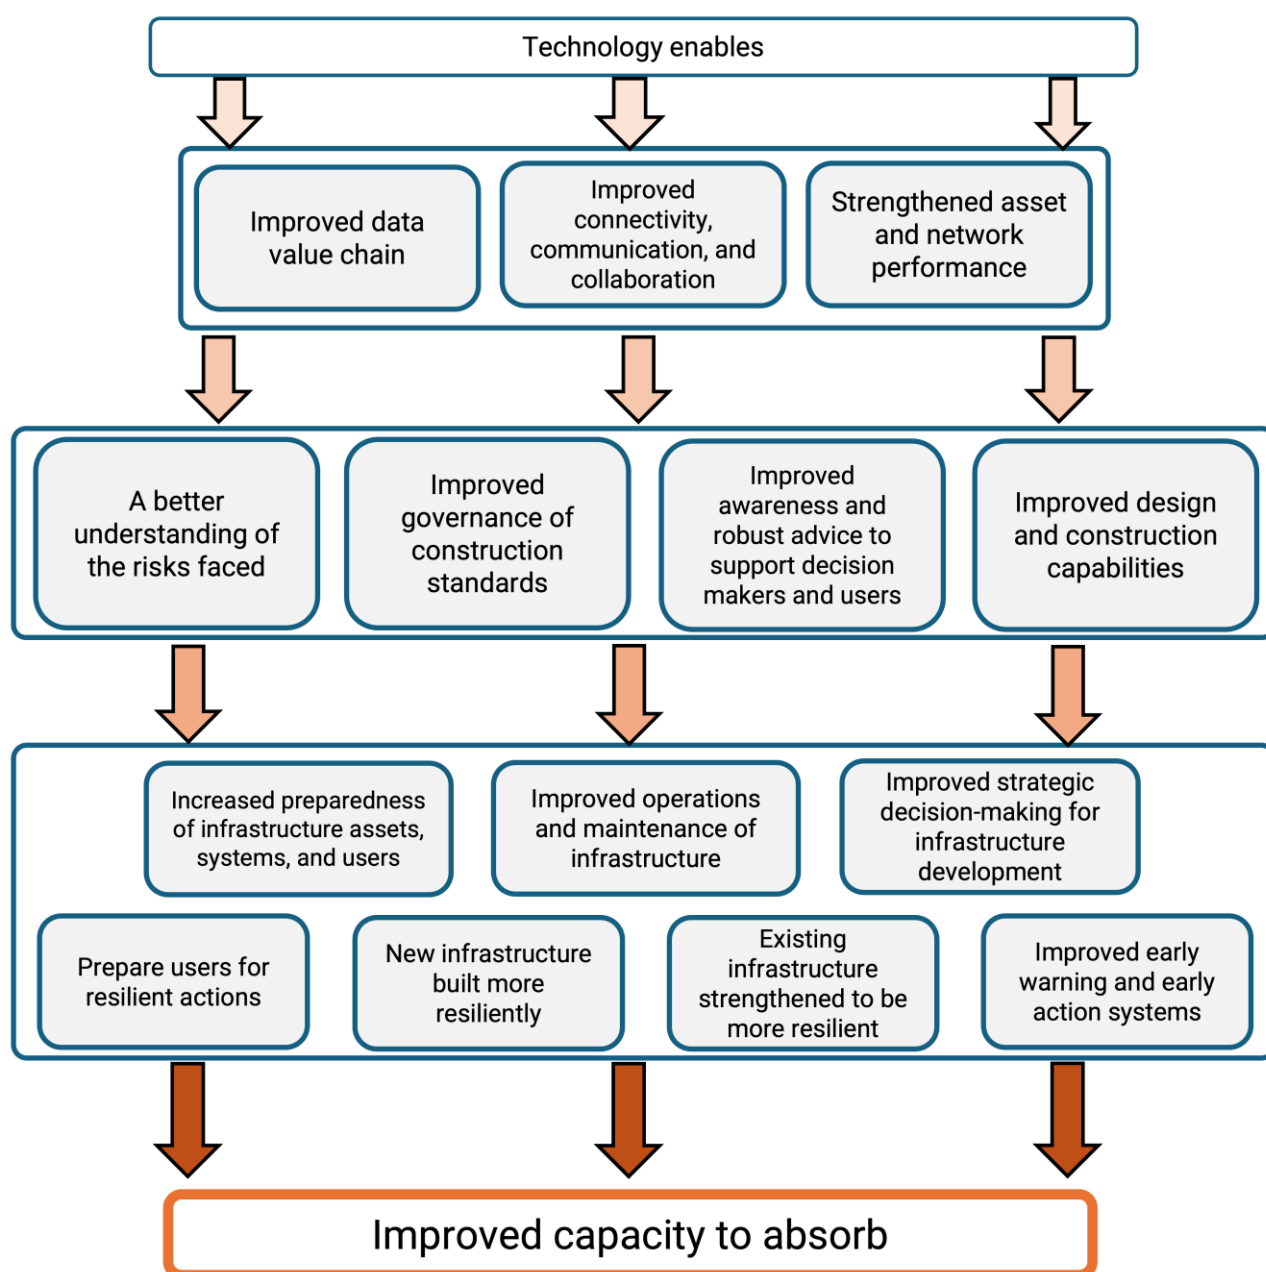 Technology enables
Improved data
value chain
Improved
connectivity,
communication, and
collaboration
Strengthened asset
and network
performance
A better
understanding of
the risks faced
Improved
governance of
construction
standards
Improved
awareness and
robust advice to
support decision
makers and users
Improved design
and construction
capabilities
Increased preparedness
of infrastructure assets,
systems, and users
Improved operations
and maintenance of
infrastructure
Improved strategic
decision-making for
infrastructure
development
Prepare users for
resilient actions
New infrastructure
built more
resiliently
Existing
infrastructure
strengthened to be
more resilient
Improved early
warning and early
action systems
Improved capacity to absorb